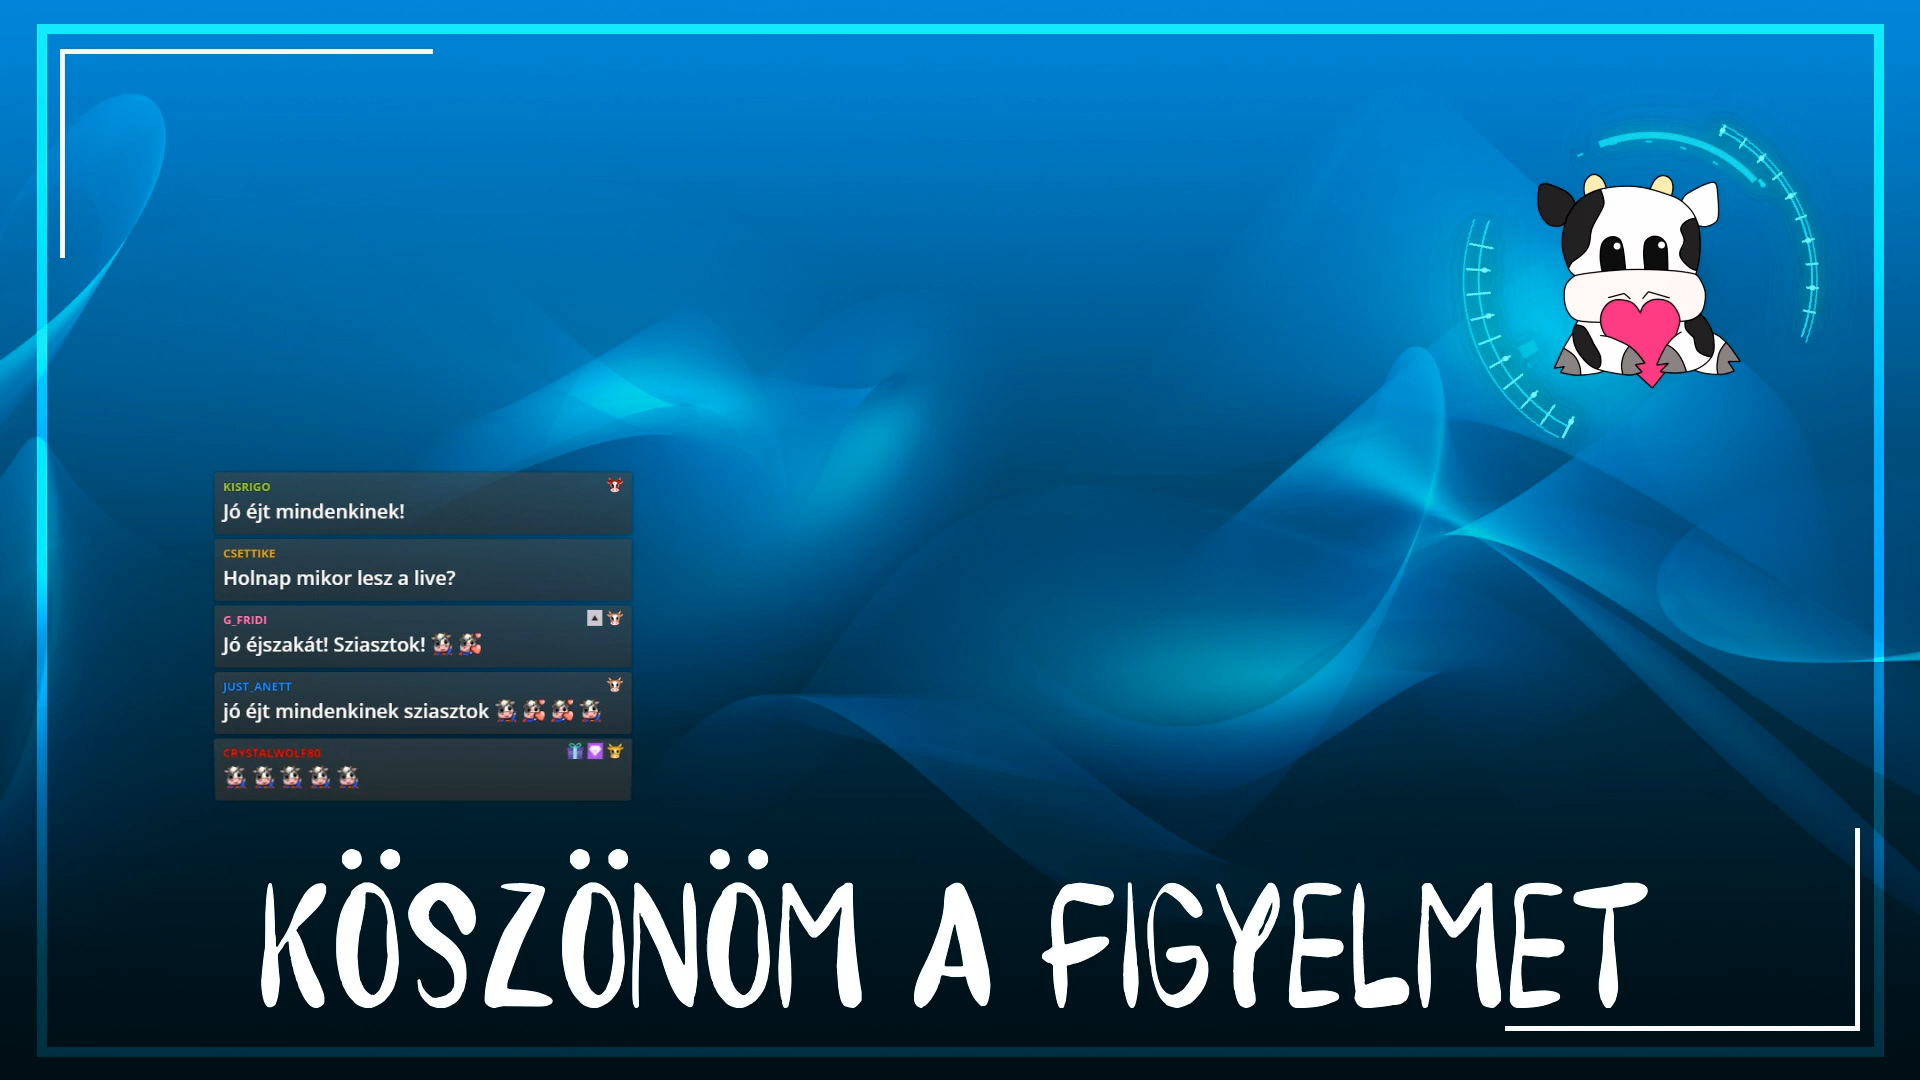 KISRIGO
Jó éjt mindenkinek!
CSETTIKE
Holnap mikor lesz a live?
G_FRIDI
Jó éjszakát! Sziasztok!
JUST_ANETT
jó éjt mindenkinek sziasztok
CRYSTALWOLF80
KÖSZÖNÖM A FIGYELMET